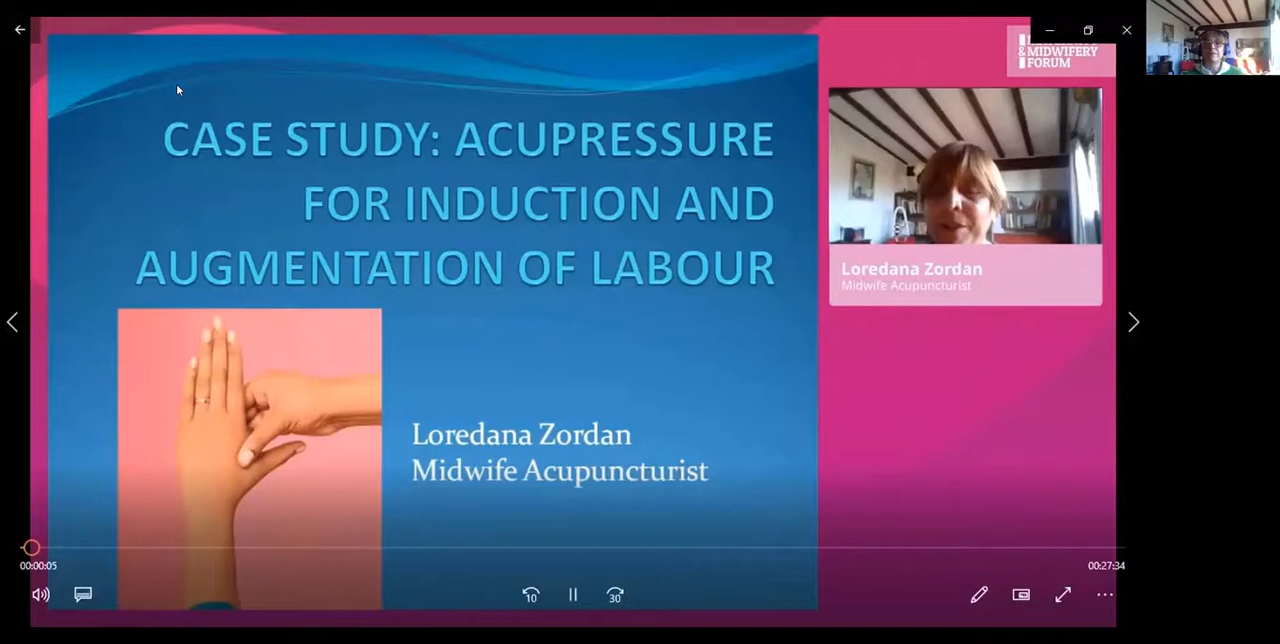 CASE STUDY: ACUPRESSURE
FOR INDUCTION AND
AUGMENTATION OF LABOUR
Loredana Zordan
Midwife Acupuncturist
& MIDWIFERY
FORUM
Loredana Zordan
Midwife Acupuncturist
00:00:05
00:27:34
10
30